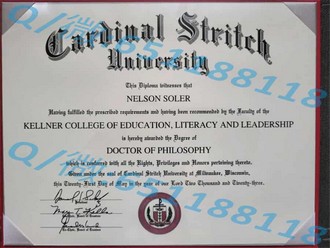 Cardinal Stritch
University
This Diploma witnesses that
NELSON SOLER
Having fulfilled the prescribed requirements and having been recommended by the Faculty of the
KELLNER COLLEGE OF EDUCATION, LITERACY AND LEADERSHIP
is hereby awarded the Degree of
DOCTOR OF PHILOSOPHY
which is conferred with all the Rights, Privileges and Honors pertaining thereto.
Given under the seal of Cardinal Stritch University at Milwaukee, Wisconsin,
this Twenty-First Day of May in the year of our Lord Two Thousand and Twenty-three.